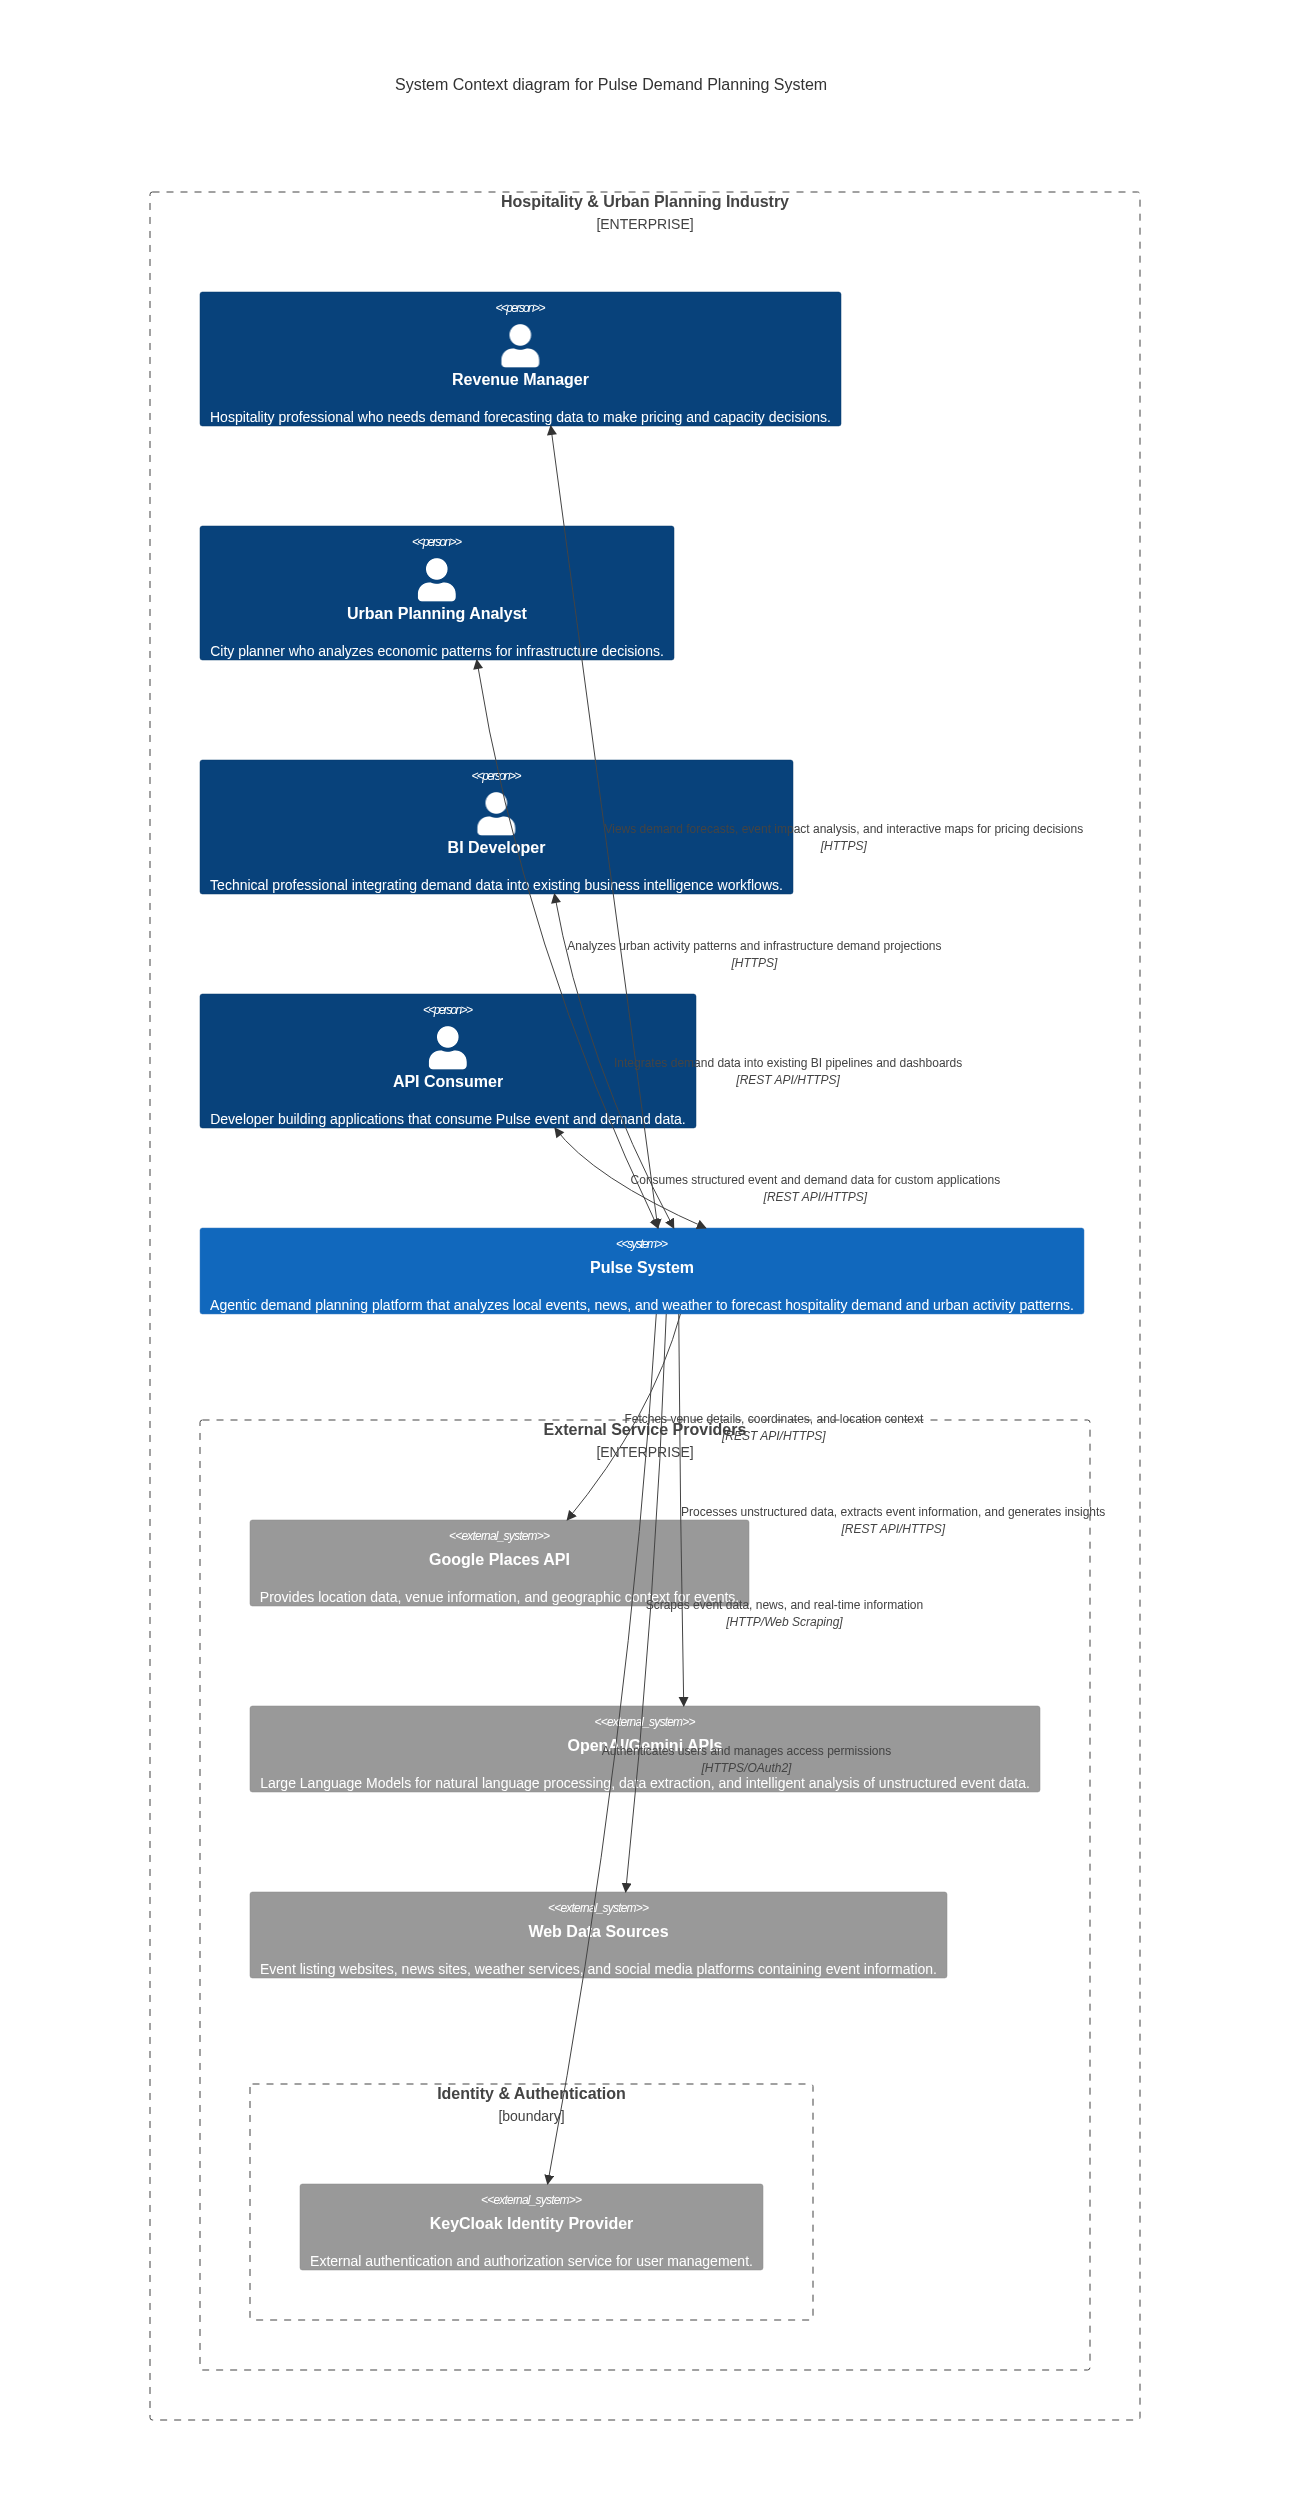 System Context diagram for Pulse Demand Planning System
Hospitality & Urban Planning Industry
[ENTERPRISE]
<<person>>
Revenue Manager
Hospitality professional who needs demand forecasting data to make pricing and capacity decisions.
<<person>>
Urban Planning Analyst
City planner who analyzes economic patterns for infrastructure decisions.
<<person>>
BI Developer
Technical professional integrating demand data into existing business intelligence workflows.
Views demand forecasts, event impact analysis, and interactive maps for pricing decisions
[HTTPS]
Analyzes urban activity patterns and infrastructure demand projections
[HTTPS]
<<person>>
API Consumer
Developer building applications that consume Pulse event and demand data.
Integrates demand data into existing BI pipelines and dashboards
[REST API/HTTPS]
Consumes structured event and demand data for custom applications
[REST API/HTTPS]
<<system>>
Pulse System
Agentic demand planning platform that analyzes local events, news, and weather to forecast hospitality demand and urban activity patterns.
Fetches venue details, coordinates, and location context
[REST API/HTTPS]
External Service Providers
[ENTERPRISE]
Processes unstructured data, extracts event information, and generates insights
[REST API/HTTPS]
<<external_system>>
Google Places API
Provides location data, venue information, and geographic context for events.
Scrapes event data, news, and real-time information
[HTTP/Web Scraping]
<<external_system>>
OpenAI/Gemini APIs
Authenticates users and manages access permissions
[HTTPS/OAuth2]
Large Language Models for natural language processing, data extraction, and intelligent analysis of unstructured event data.
<<external_system>>
Web Data Sources
Event listing websites, news sites, weather services, and social media platforms containing event information.
Identity & Authentication
[boundary]
<<external_system>>
KeyCloak Identity Provider
External authentication and authorization service for user management.